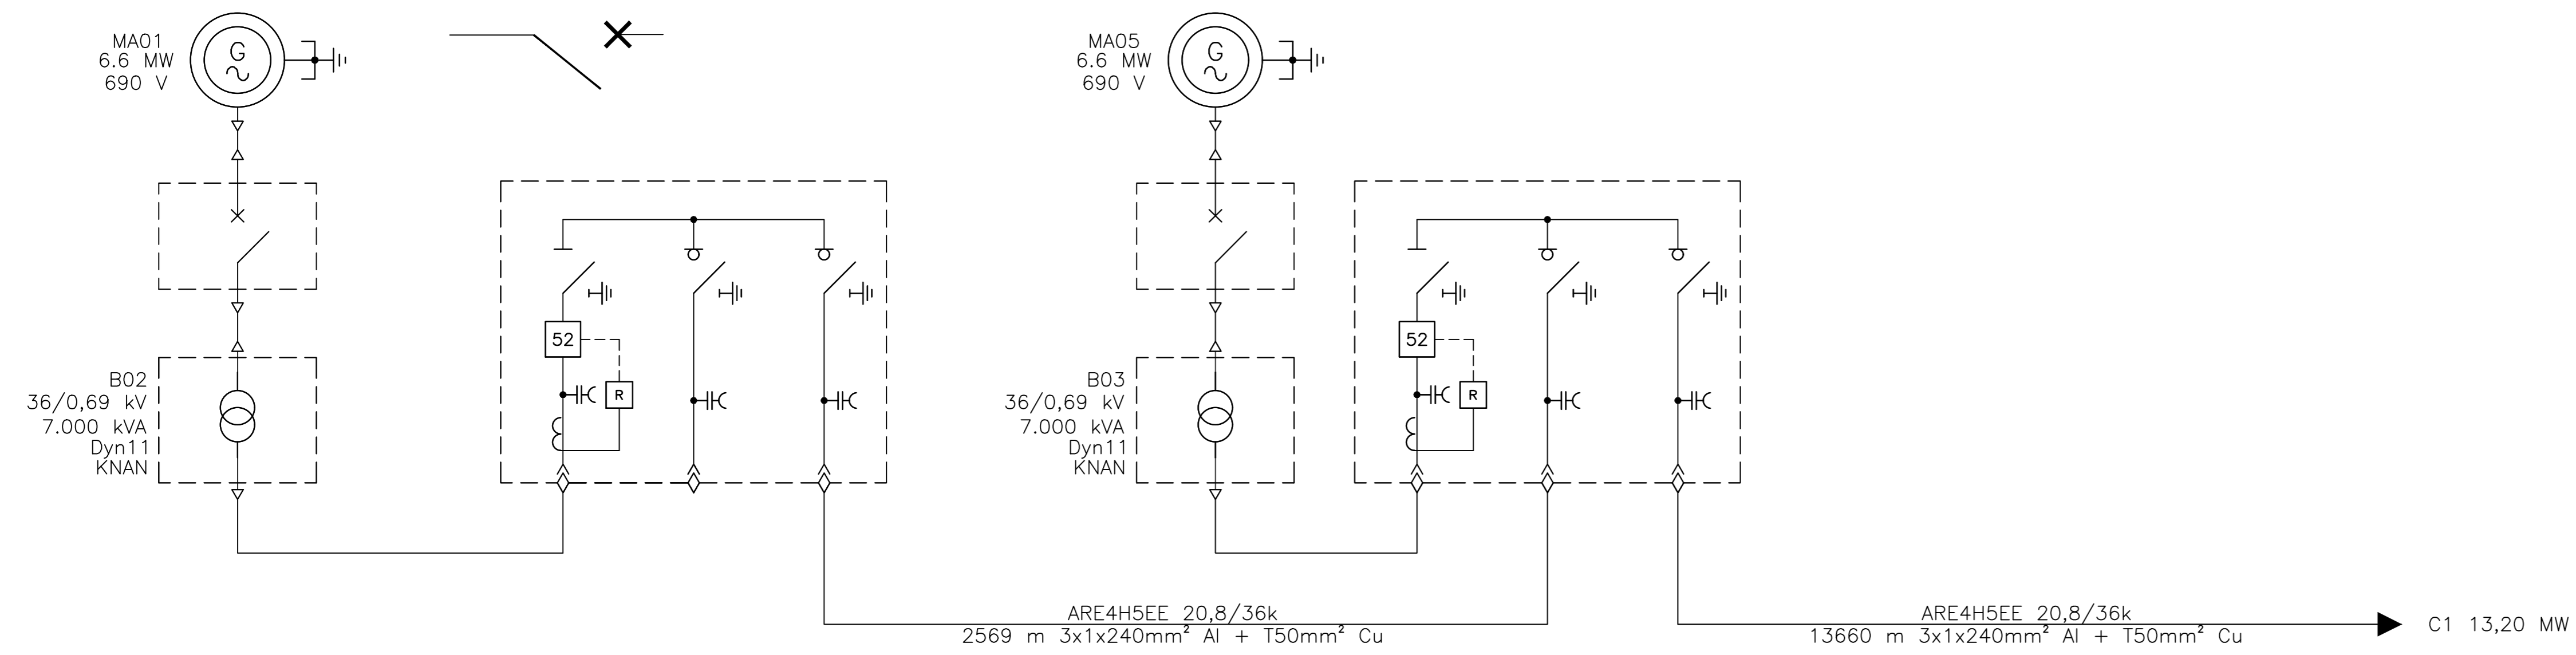 MA01
6.6 MW
690 V
G
MA05
6.6 MW
690 V
G
B02
36/0,69 kV
7.000 kVA
Dyn11
KNAN
52
R
B03
36/0,69 kV
7.000 kVA
Dyn11
KNAN
52
R
ARE4H5EE 20,8/36k
2569 m 3x1x240mm² Al + T50mm² Cu
ARE4H5EE 20,8/36k
13660 m 3x1x240mm² Al + T50mm² Cu
C1 13,20 MW